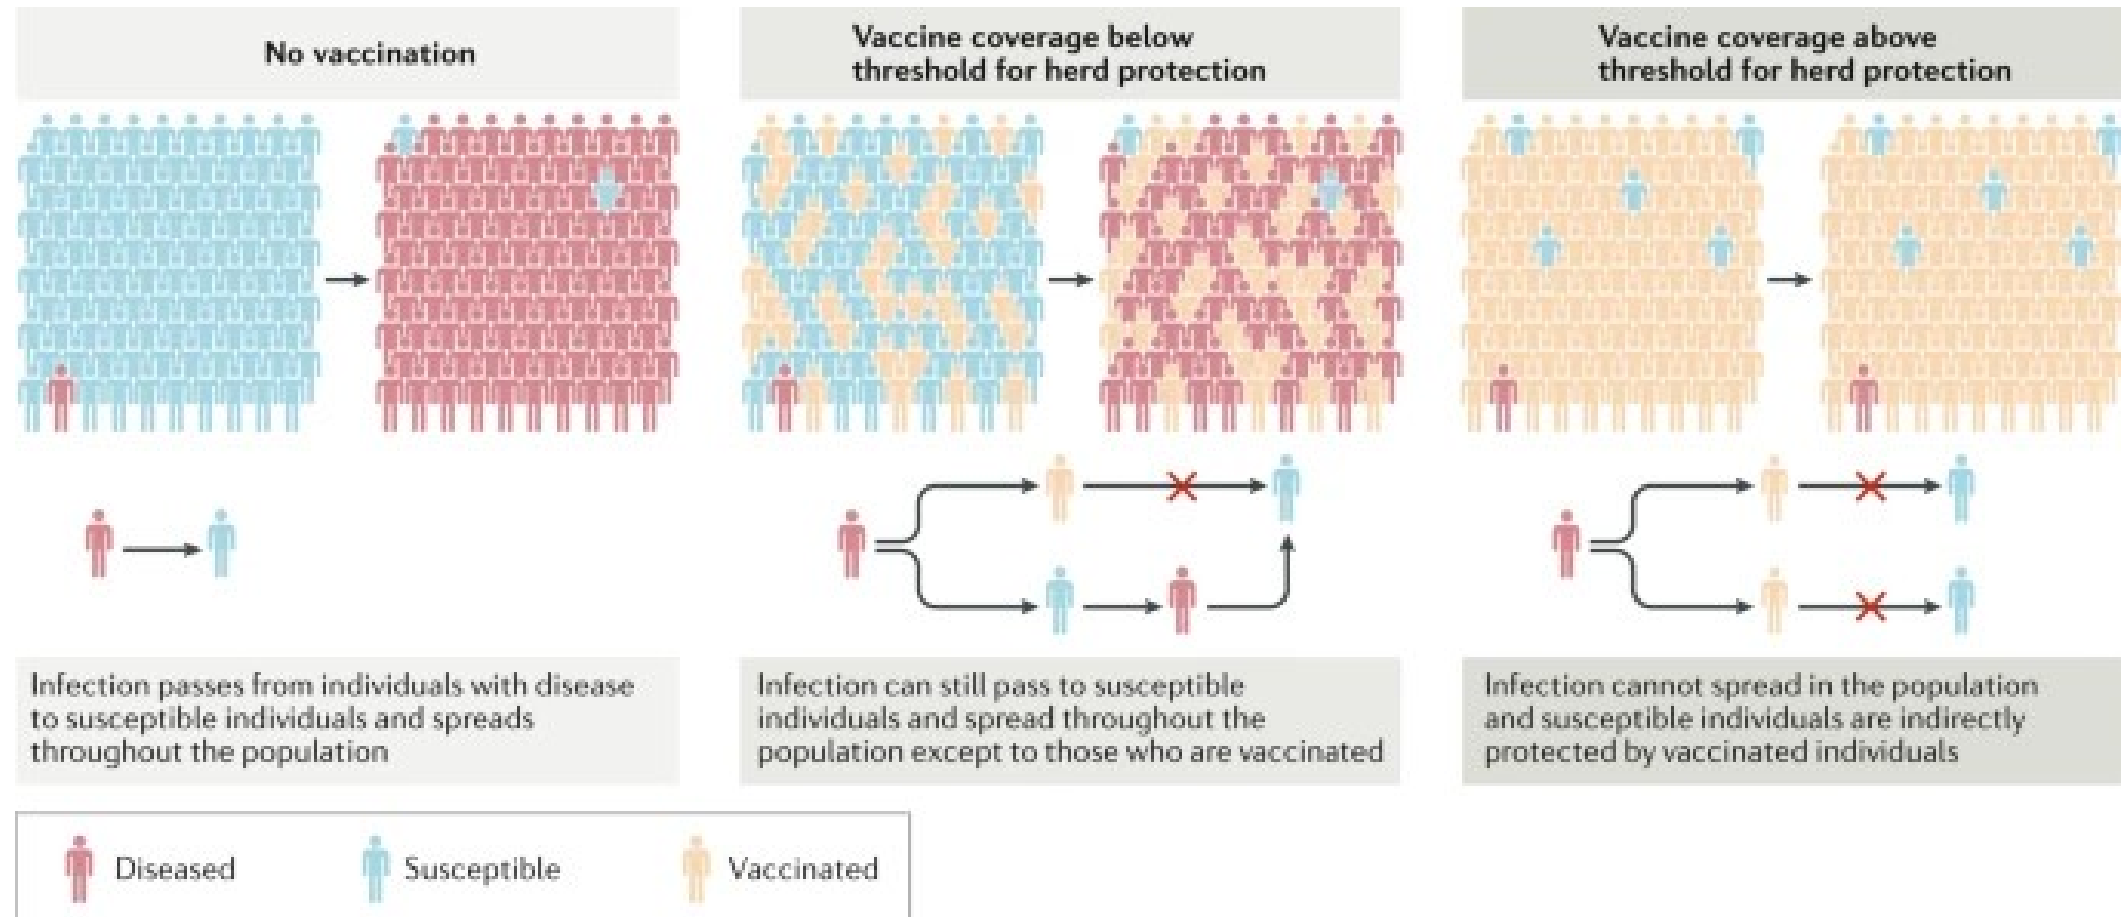 No vaccination
Vaccine coverage below
threshold for herd protection
Vaccine coverage above
threshold for herd protection
Infection passes from individuals with disease
to susceptible individuals and spreads
throughout the population
Infection can still pass to susceptible
individuals and spread throughout the
population except to those who are vaccinated
Infection cannot spread in the population
and susceptible individuals are indirectly
protected by vaccinated individuals
Diseased
Susceptible
Vaccinated